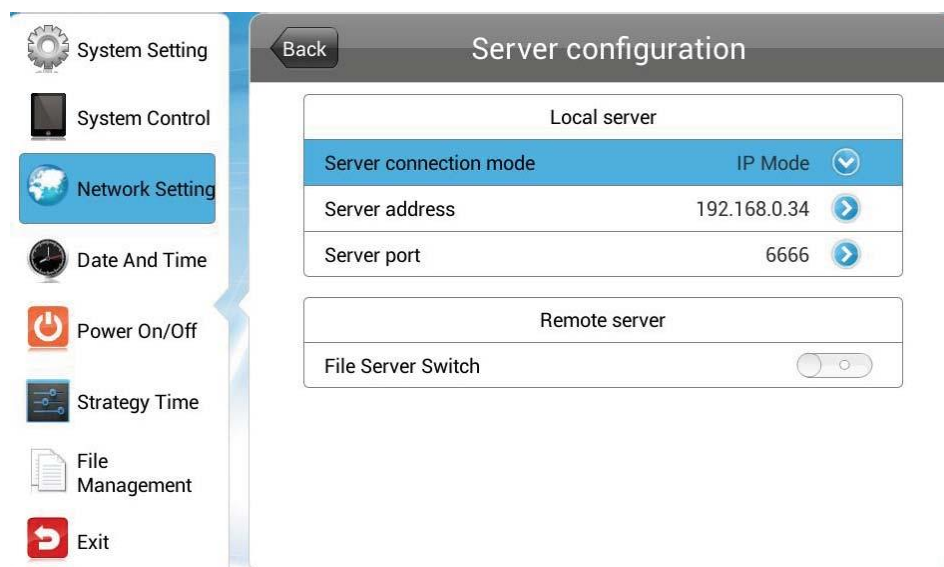 System Setting
System Control
Network Setting
Date And Time
Power On/Off
Strategy Time
File
Management
Exit
Back
Server configuration
Local server
Server connection mode IP Mode
Server address 192.168.0.34
Server port 6666
Remote server
File Server Switch